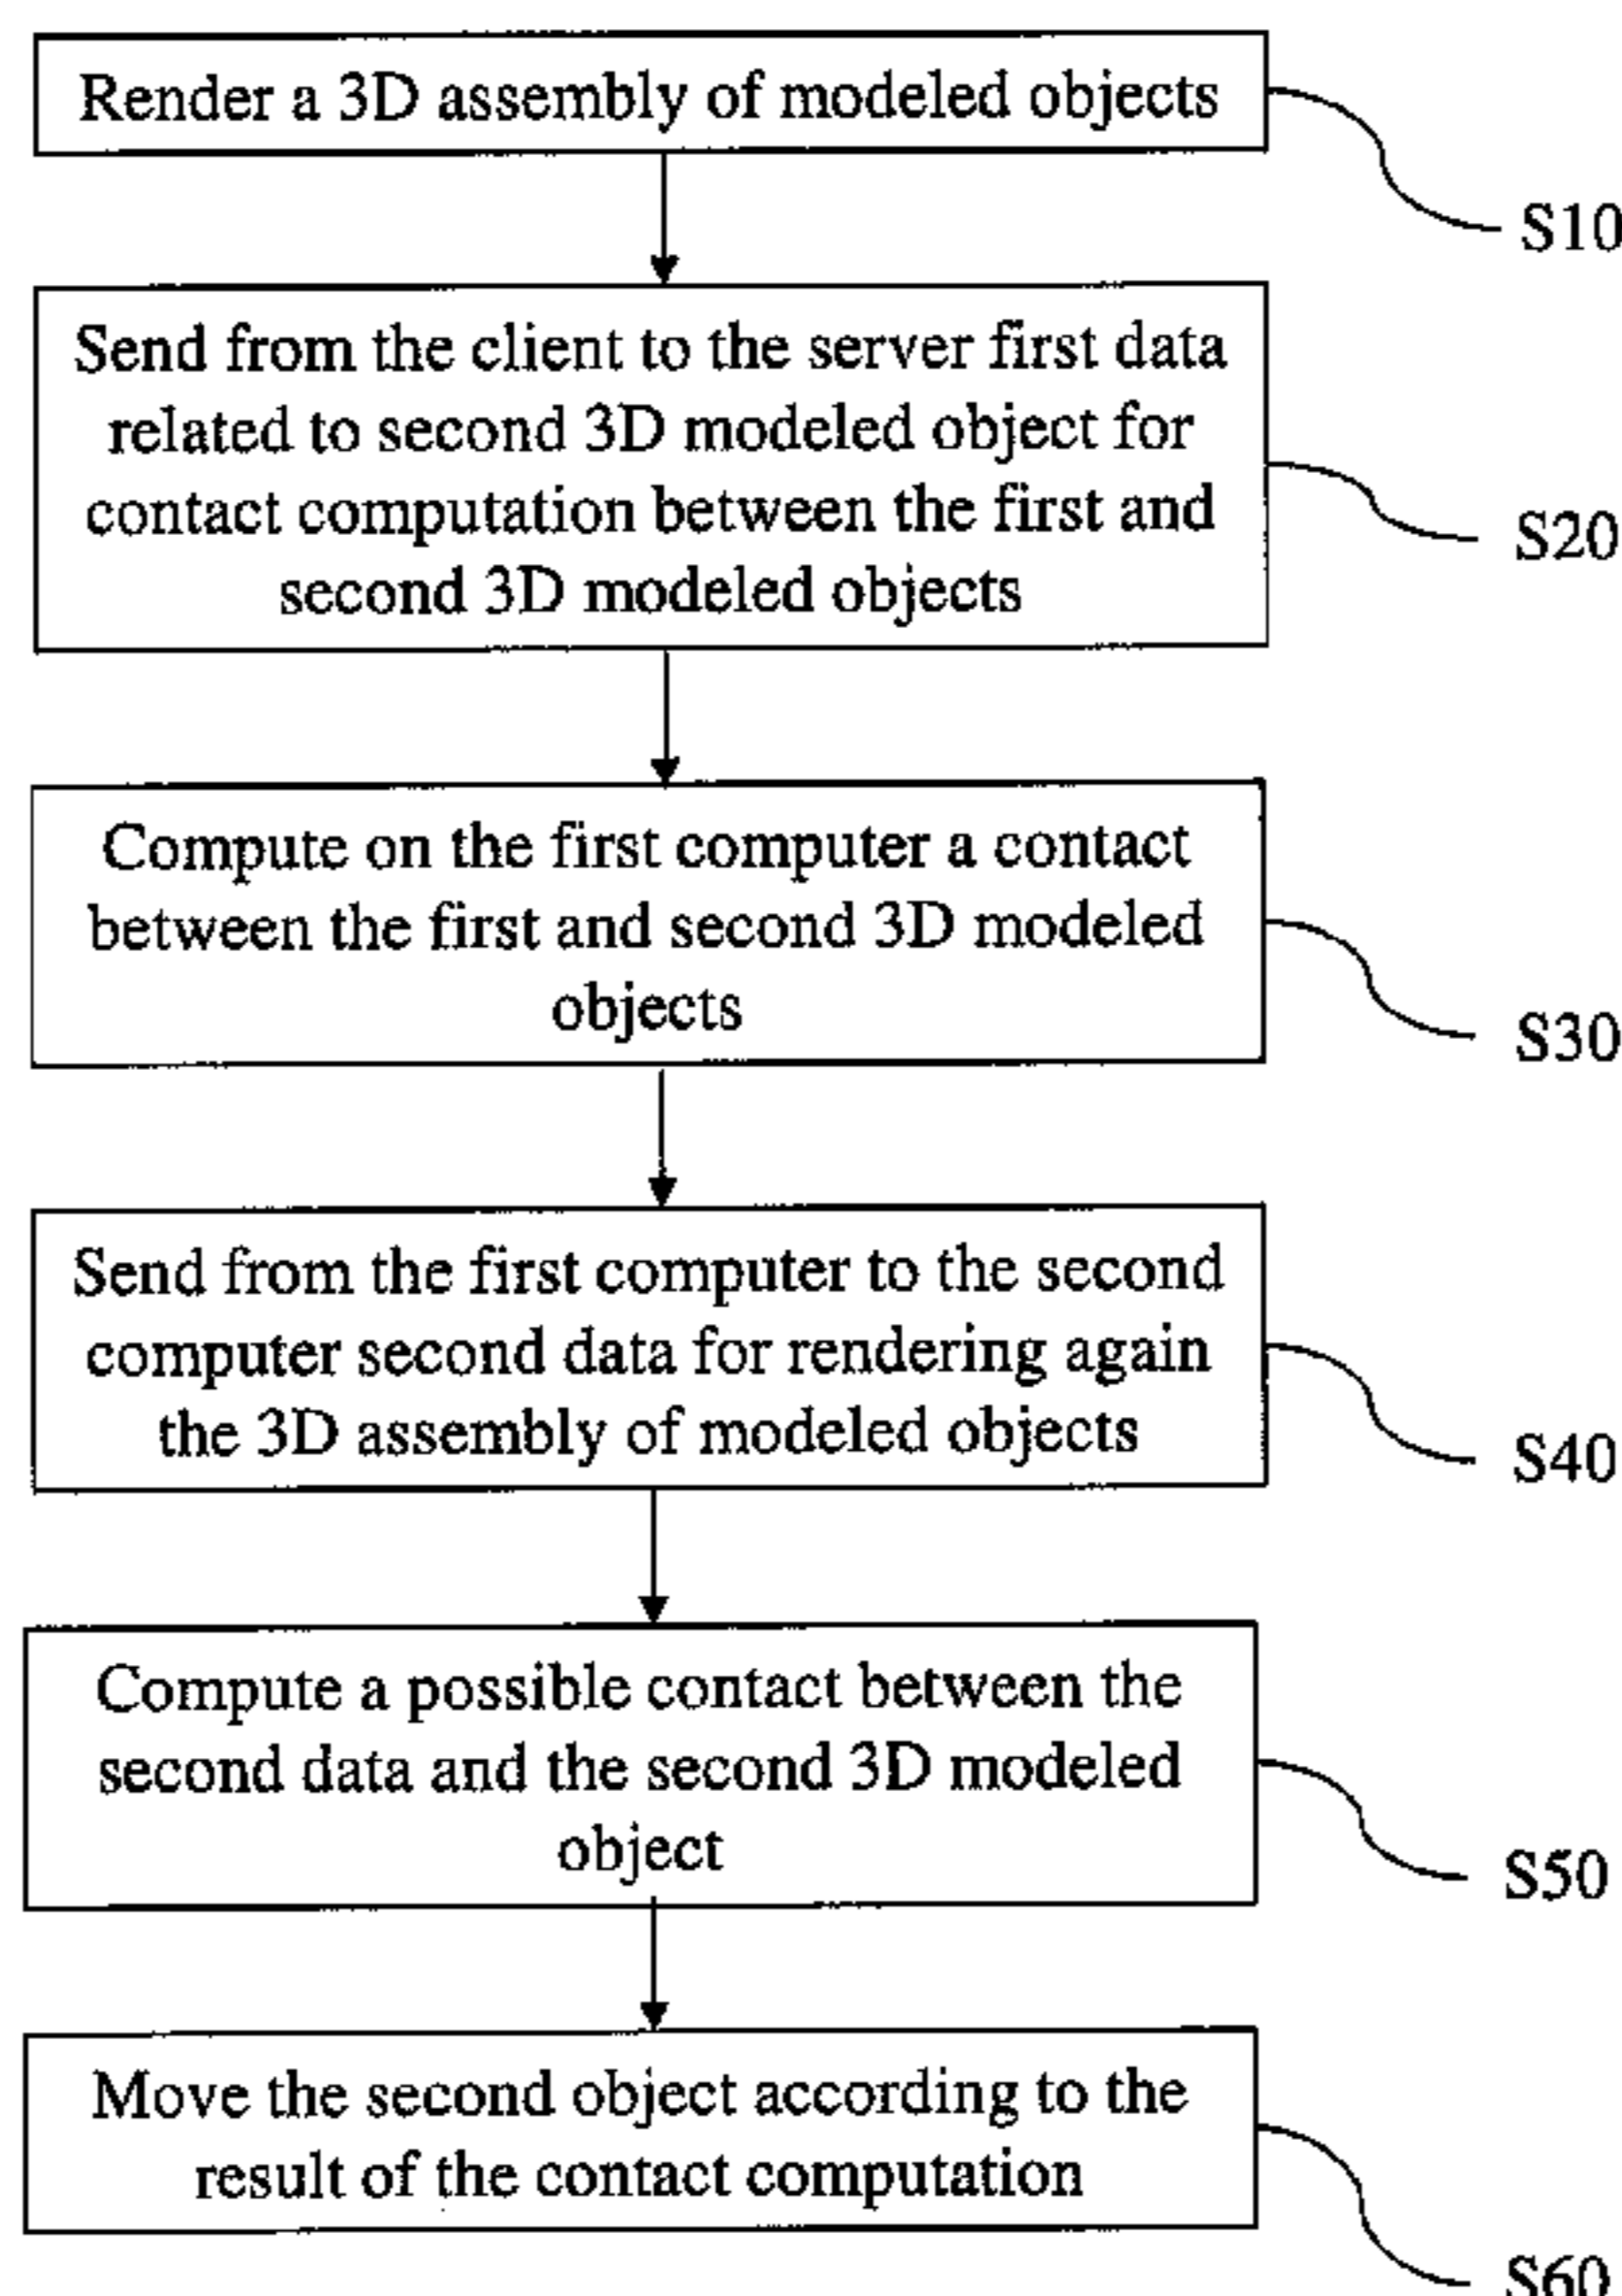 Render a 3D assembly of modeled objects
S10
Send from the client to the server first data
related to second 3D modeled object for
contact computation between the first and
second 3D modeled objects
S20
Compute on the first computer a contact
between the first and second 3D modeled
objects
S30
Send from the first computer to the second
computer second data for rendering again
the 3D assembly of modeled objects
S40
Compute a possible contact between the
second data and the second 3D modeled
object
S50
Move the second object according to the
result of the contact computation
S60